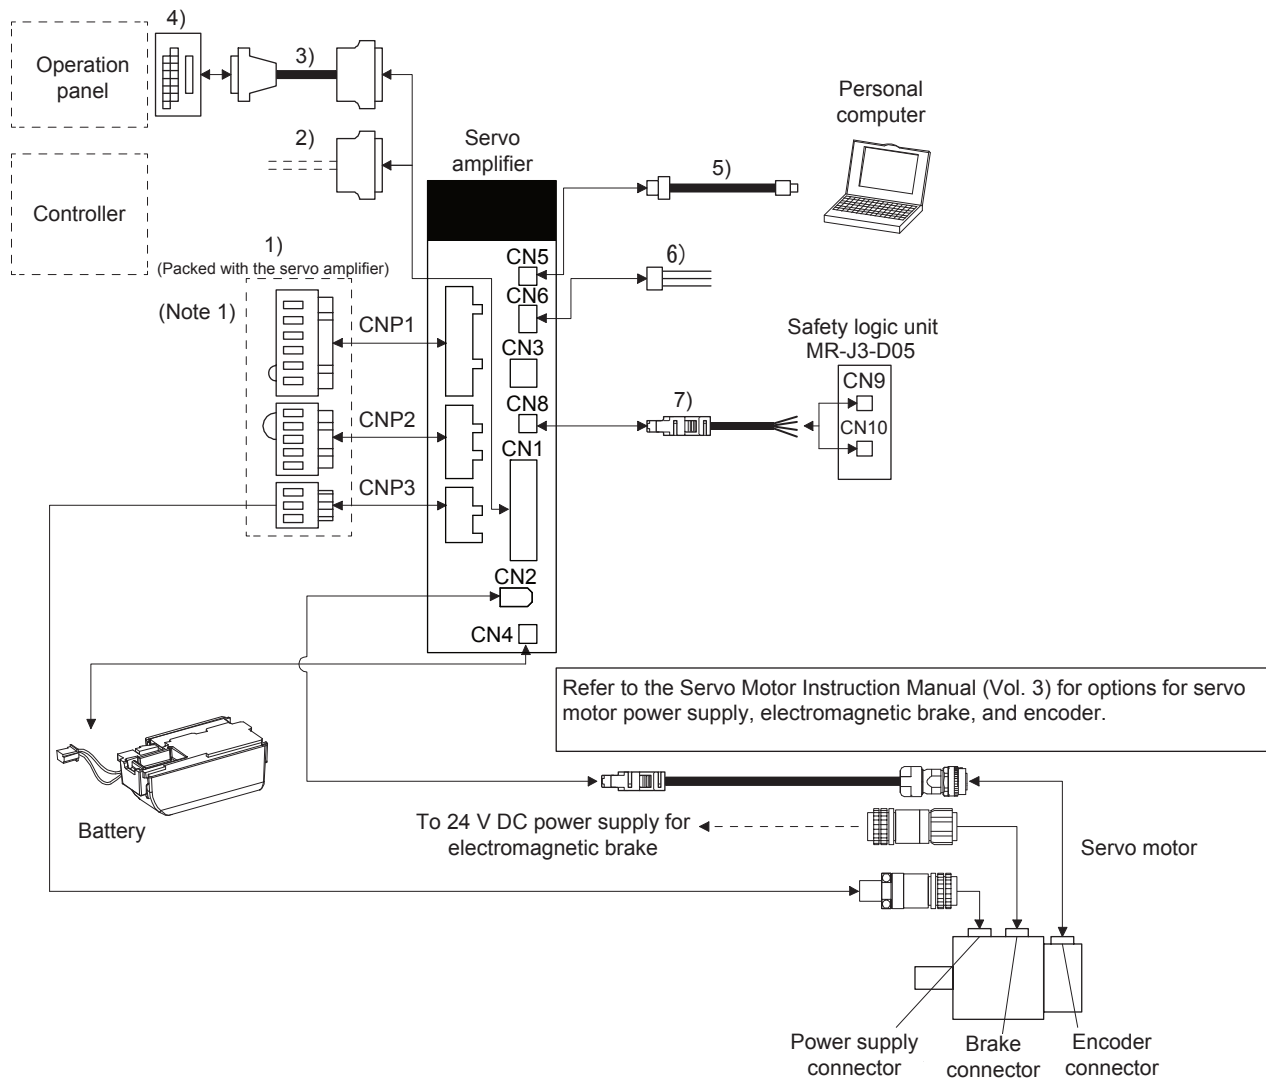 4)
Operation
panel
3)
2)
Controller
Servo
amplifier
Personal
computer
5)
1)
(Packed with the servo amplifier)
(Note 1)
CNP1
CNP2
CNP3
CN5
CN6
CN3
CN8
CN1
CN2
CN4
6)
7)
Safety logic unit
MR-J3-D05
CN9
CN10
Refer to the Servo Motor Instruction Manual (Vol. 3) for options for servo
motor power supply, electromagnetic brake, and encoder.
Battery
To 24 V DC power supply for
electromagnetic brake
Servo motor
Power supply
connector
Brake
connector
Encoder
connector